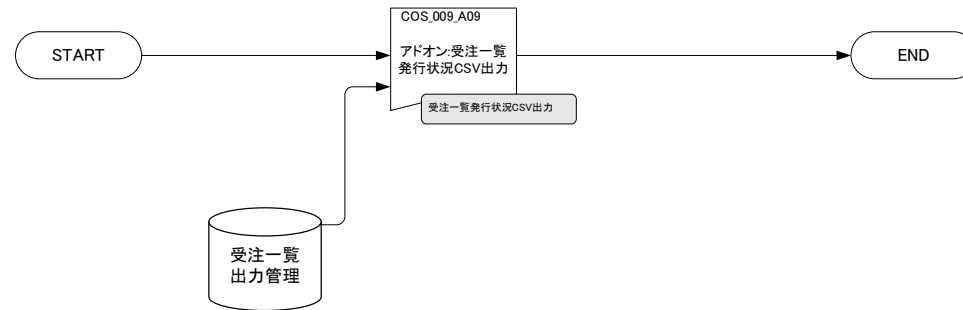 START
COS_009_A09
アドオン:受注一覧
発行状況CSV出力
受注一覧発行状況CSV出力
END
受注一覧
出力管理